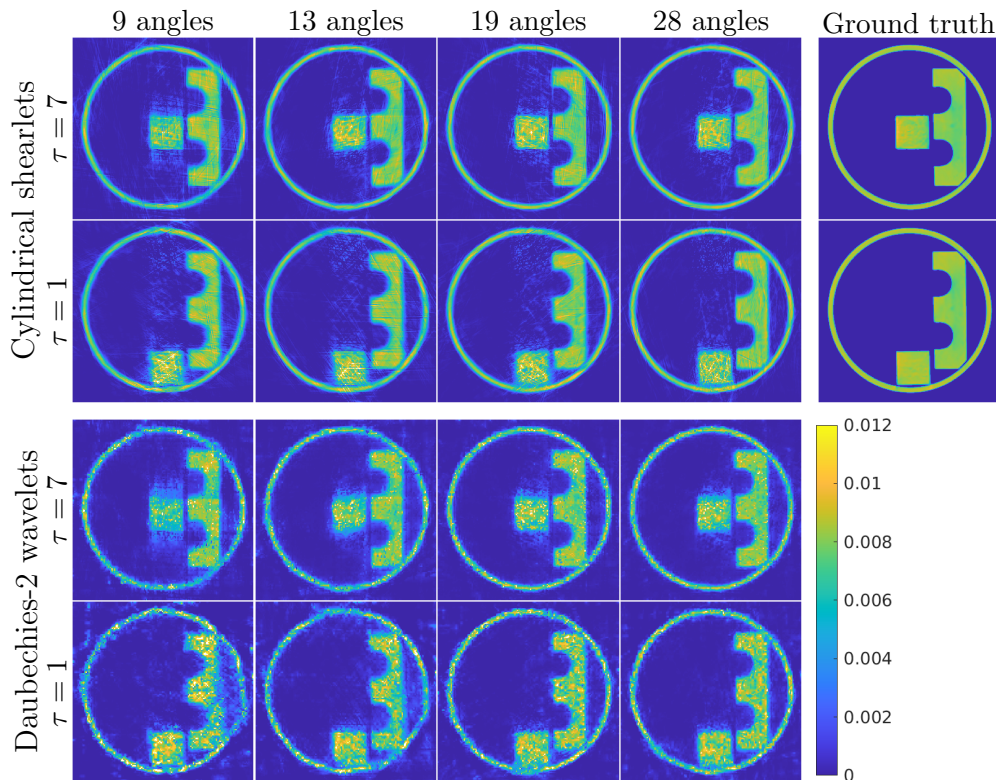 9 angles
13 angles
19 angles
28 angles
Ground truth
Cylindrical shearlets
τ = 7
τ = 1
Daubechies-2 wavelets
τ = 7
τ = 1
0.012
0.01
0.008
0.006
0.004
0.002
0